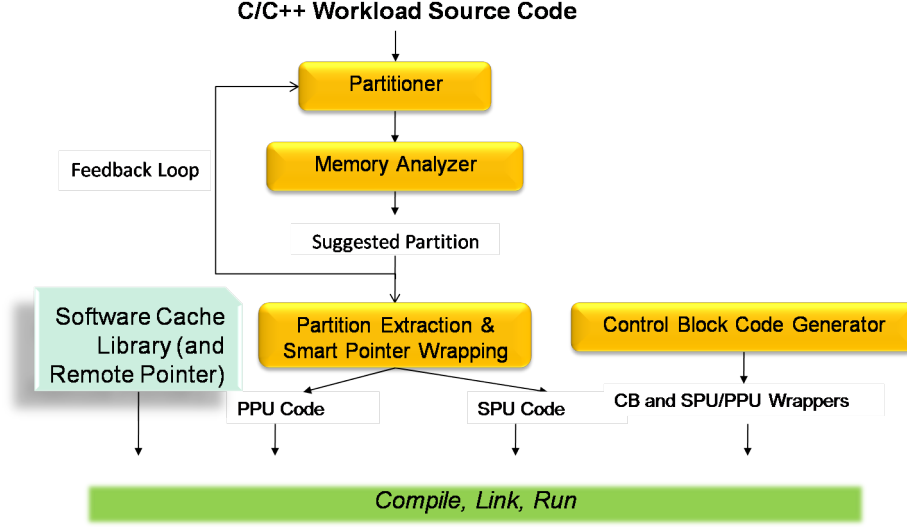 C/C++ Workload Source Code
Partitioner
Memory Analyzer
Feedback Loop
Suggested Partition
Software Cache
Library (and
Remote Pointer)
Partition Extraction &
Smart Pointer Wrapping
Control Block Code Generator
PPU Code
SPU Code
CB and SPU/PPU Wrappers
Compile, Link, Run